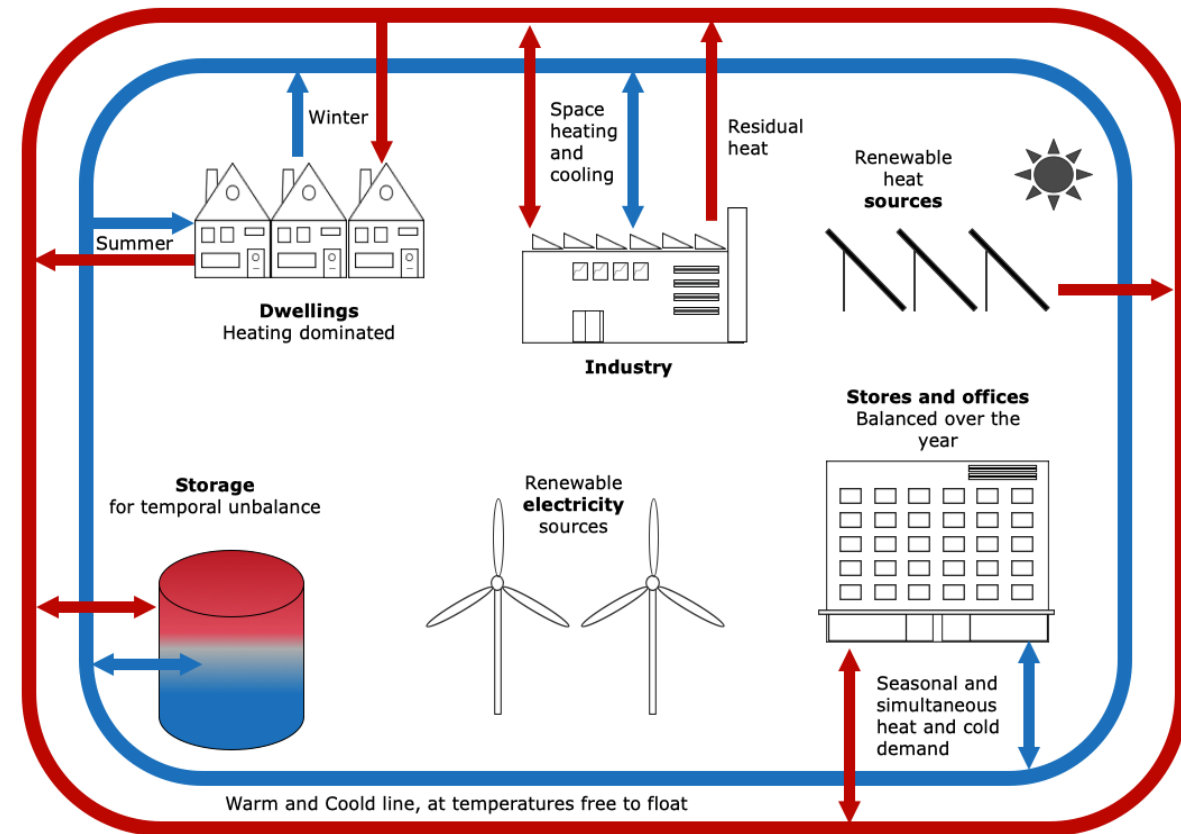 Winter
Summer
Dwellings
Heating dominated
Space
heating
and
cooling
Residual
heat
Industry
Renewable
heat
sources
Stores and offices
Balanced over the
year
Storage
for temporal unbalance
Renewable
electricity
sources
Seasonal and
simultaneous
heat and cold
demand
Warm and Coold line, at temperatures free to float